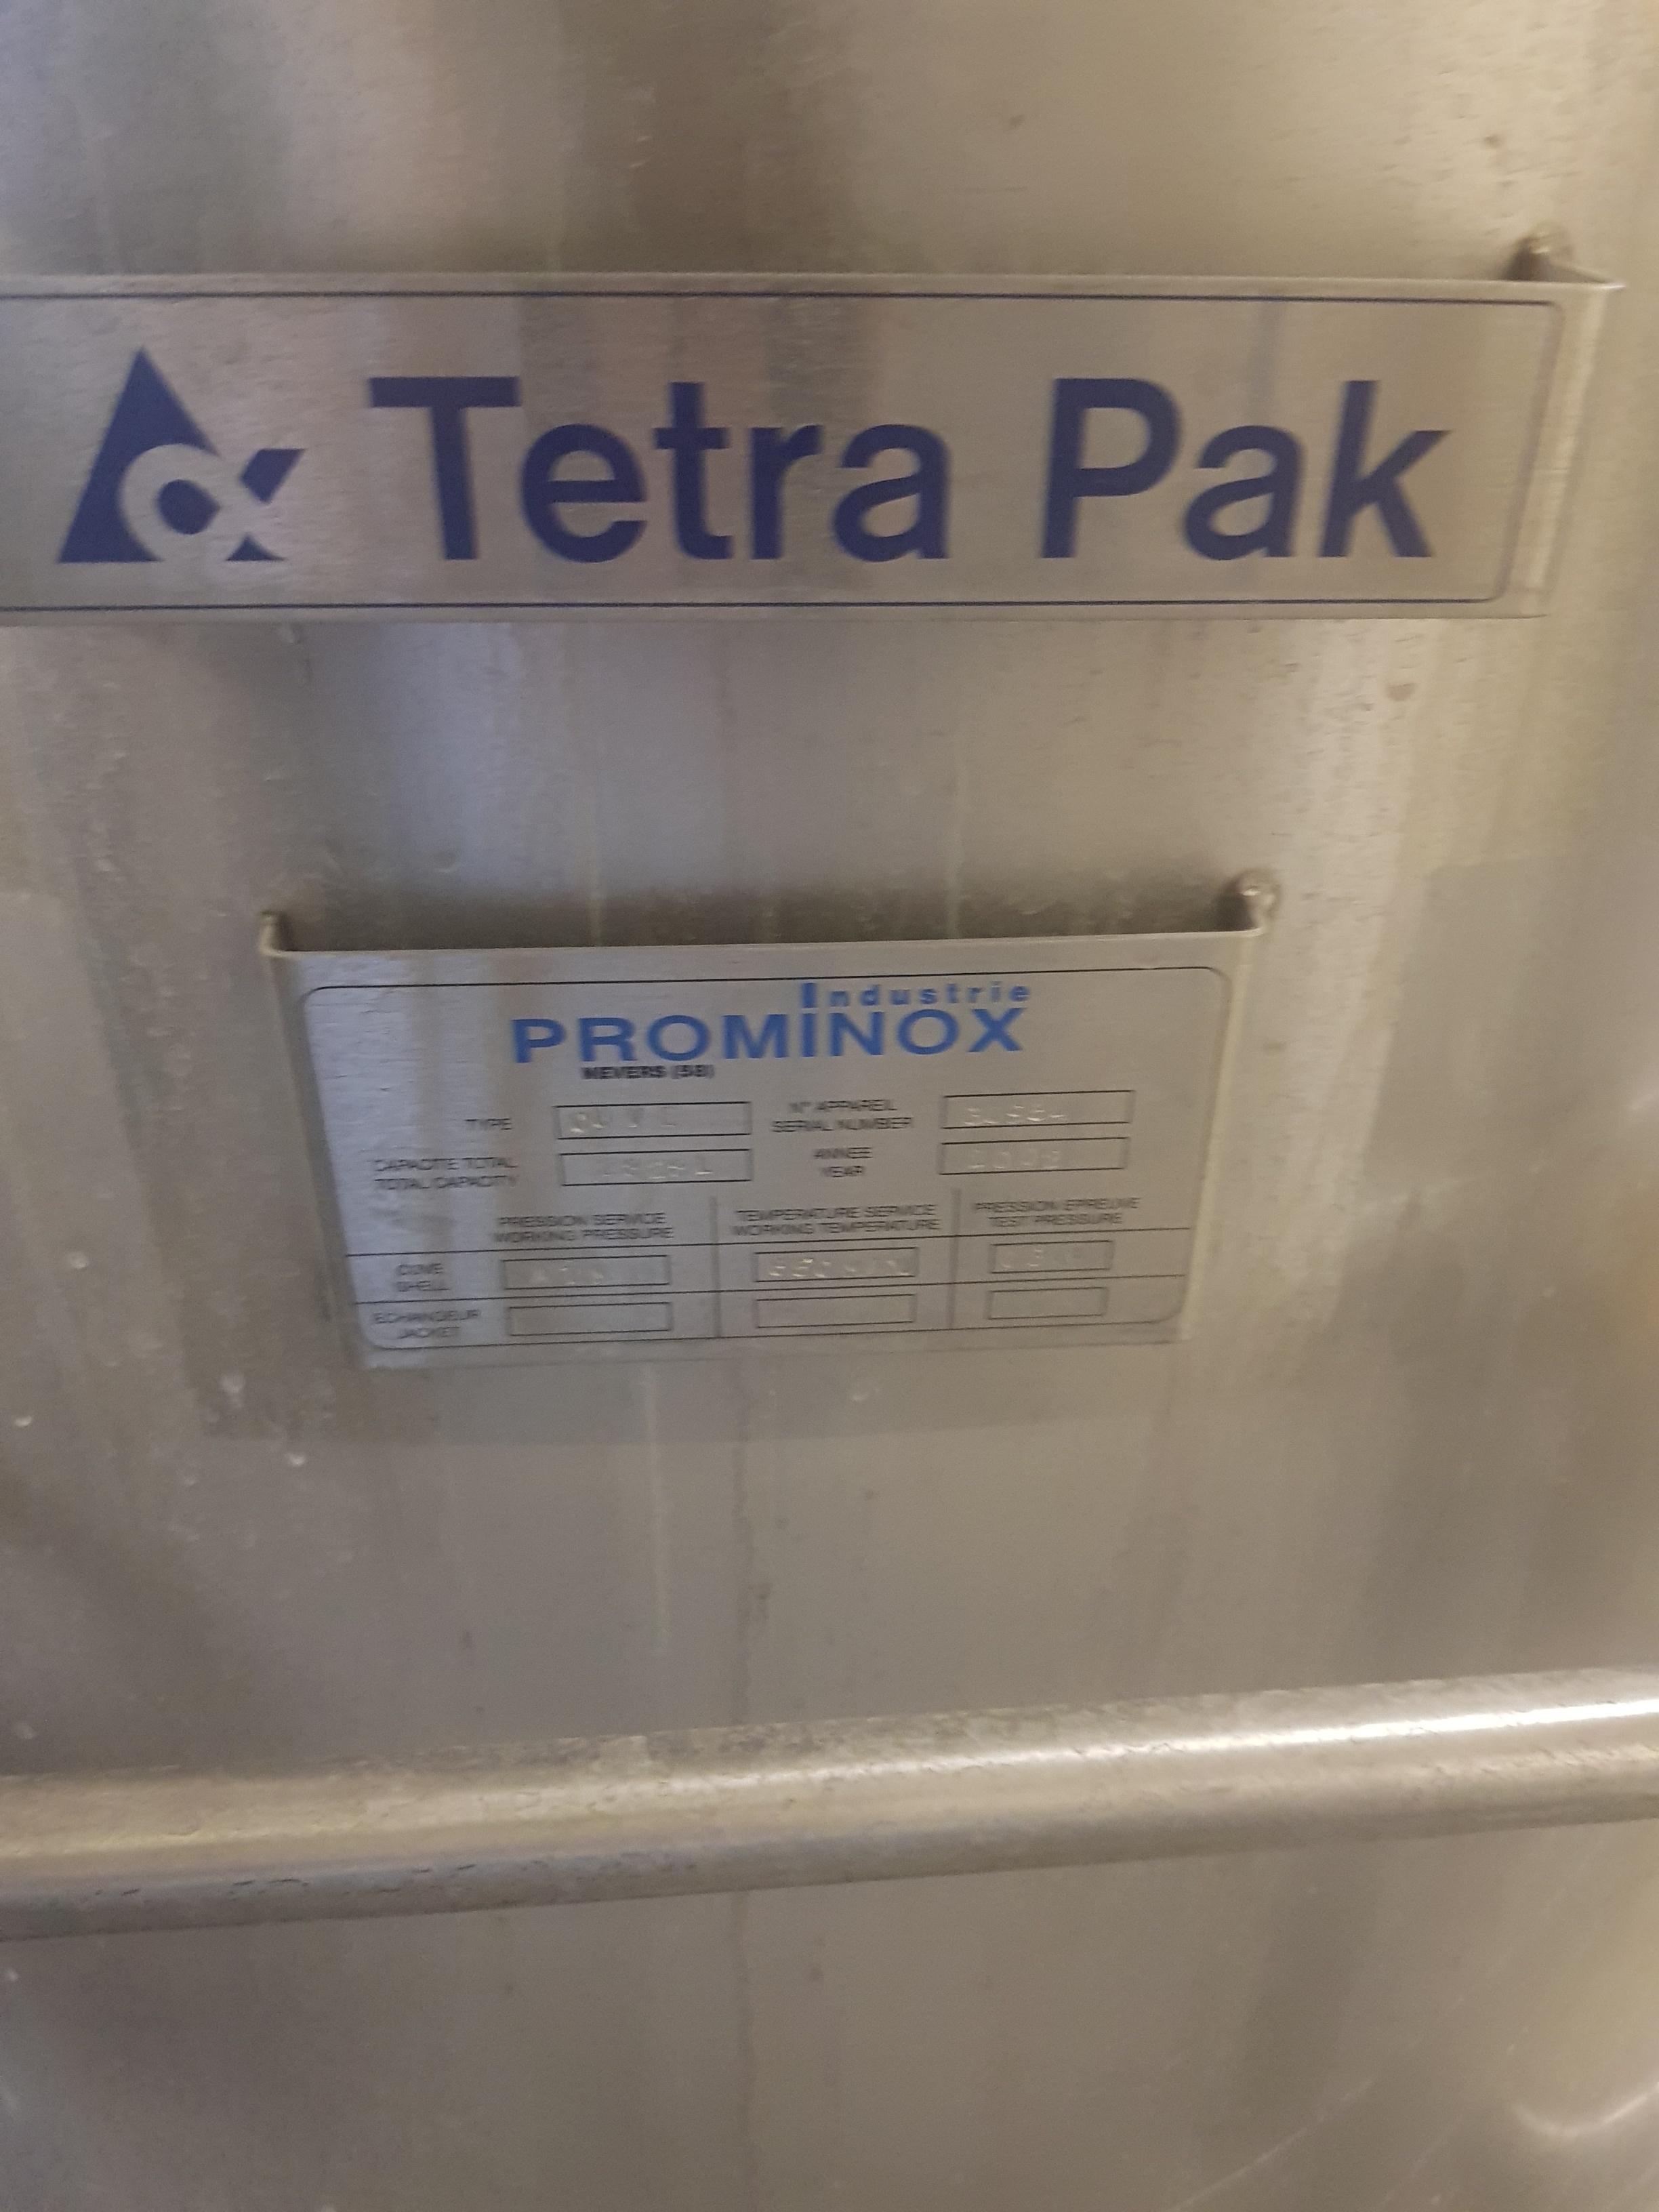 Tetra Pak
Industrie
PROMINOX
NEVERS (58)
TYPE
N° APPAREIL
SERIAL NUMBER
CAPACITE TOTAL
TOTAL CAPACITY
ANNEE
YEAR
PRESSION SERVICE
WORKING PRESSURE
TEMPERATURE SERVICE
WORKING TEMPERATURE
PRESSION EPREUVE
TEST PRESSURE
CUVE
SHELL
ECHANGEUR
JACKET